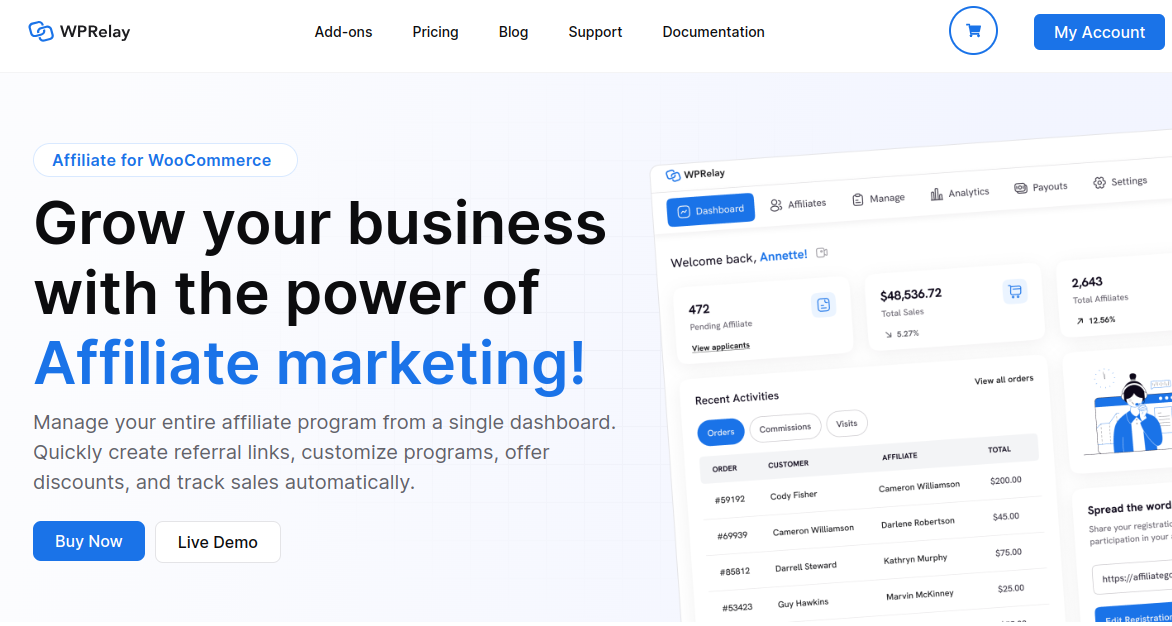 WPRelay
Add-ons
Pricing
Blog
Support
Documentation
My Account
Affiliate for WooCommerce
Grow your business
with the power of
Affiliate marketing!
Manage your entire affiliate program from a single dashboard.
Quickly create referral links, customize programs, offer
discounts, and track sales automatically.
Buy Now
Live Demo
WPRelay
Dashboard
Affiliates
Manage
Analytics
Payouts
Settings
Welcome back, Annette!
472
Pending Affiliate
View applicants
$48,536.72
Total Sales
5.27%
2,643
Total Affiliates
12.56%
Recent Activities
View all orders
Orders
Commissions
Visits
ORDER CUSTOMER AFFILIATE TOTAL
#59192 Cody Fisher Cameron Williamson $200.00
#69939 Cameron Williamson Darlene Robertson $45.00
#85812 Darrell Steward Kathryn Murphy $75.00
#53423 Guy Hawkins Marvin McKinney $25.00
Spread the word
Share your registratio
participation in your
https://affiliatego
Edit Registration